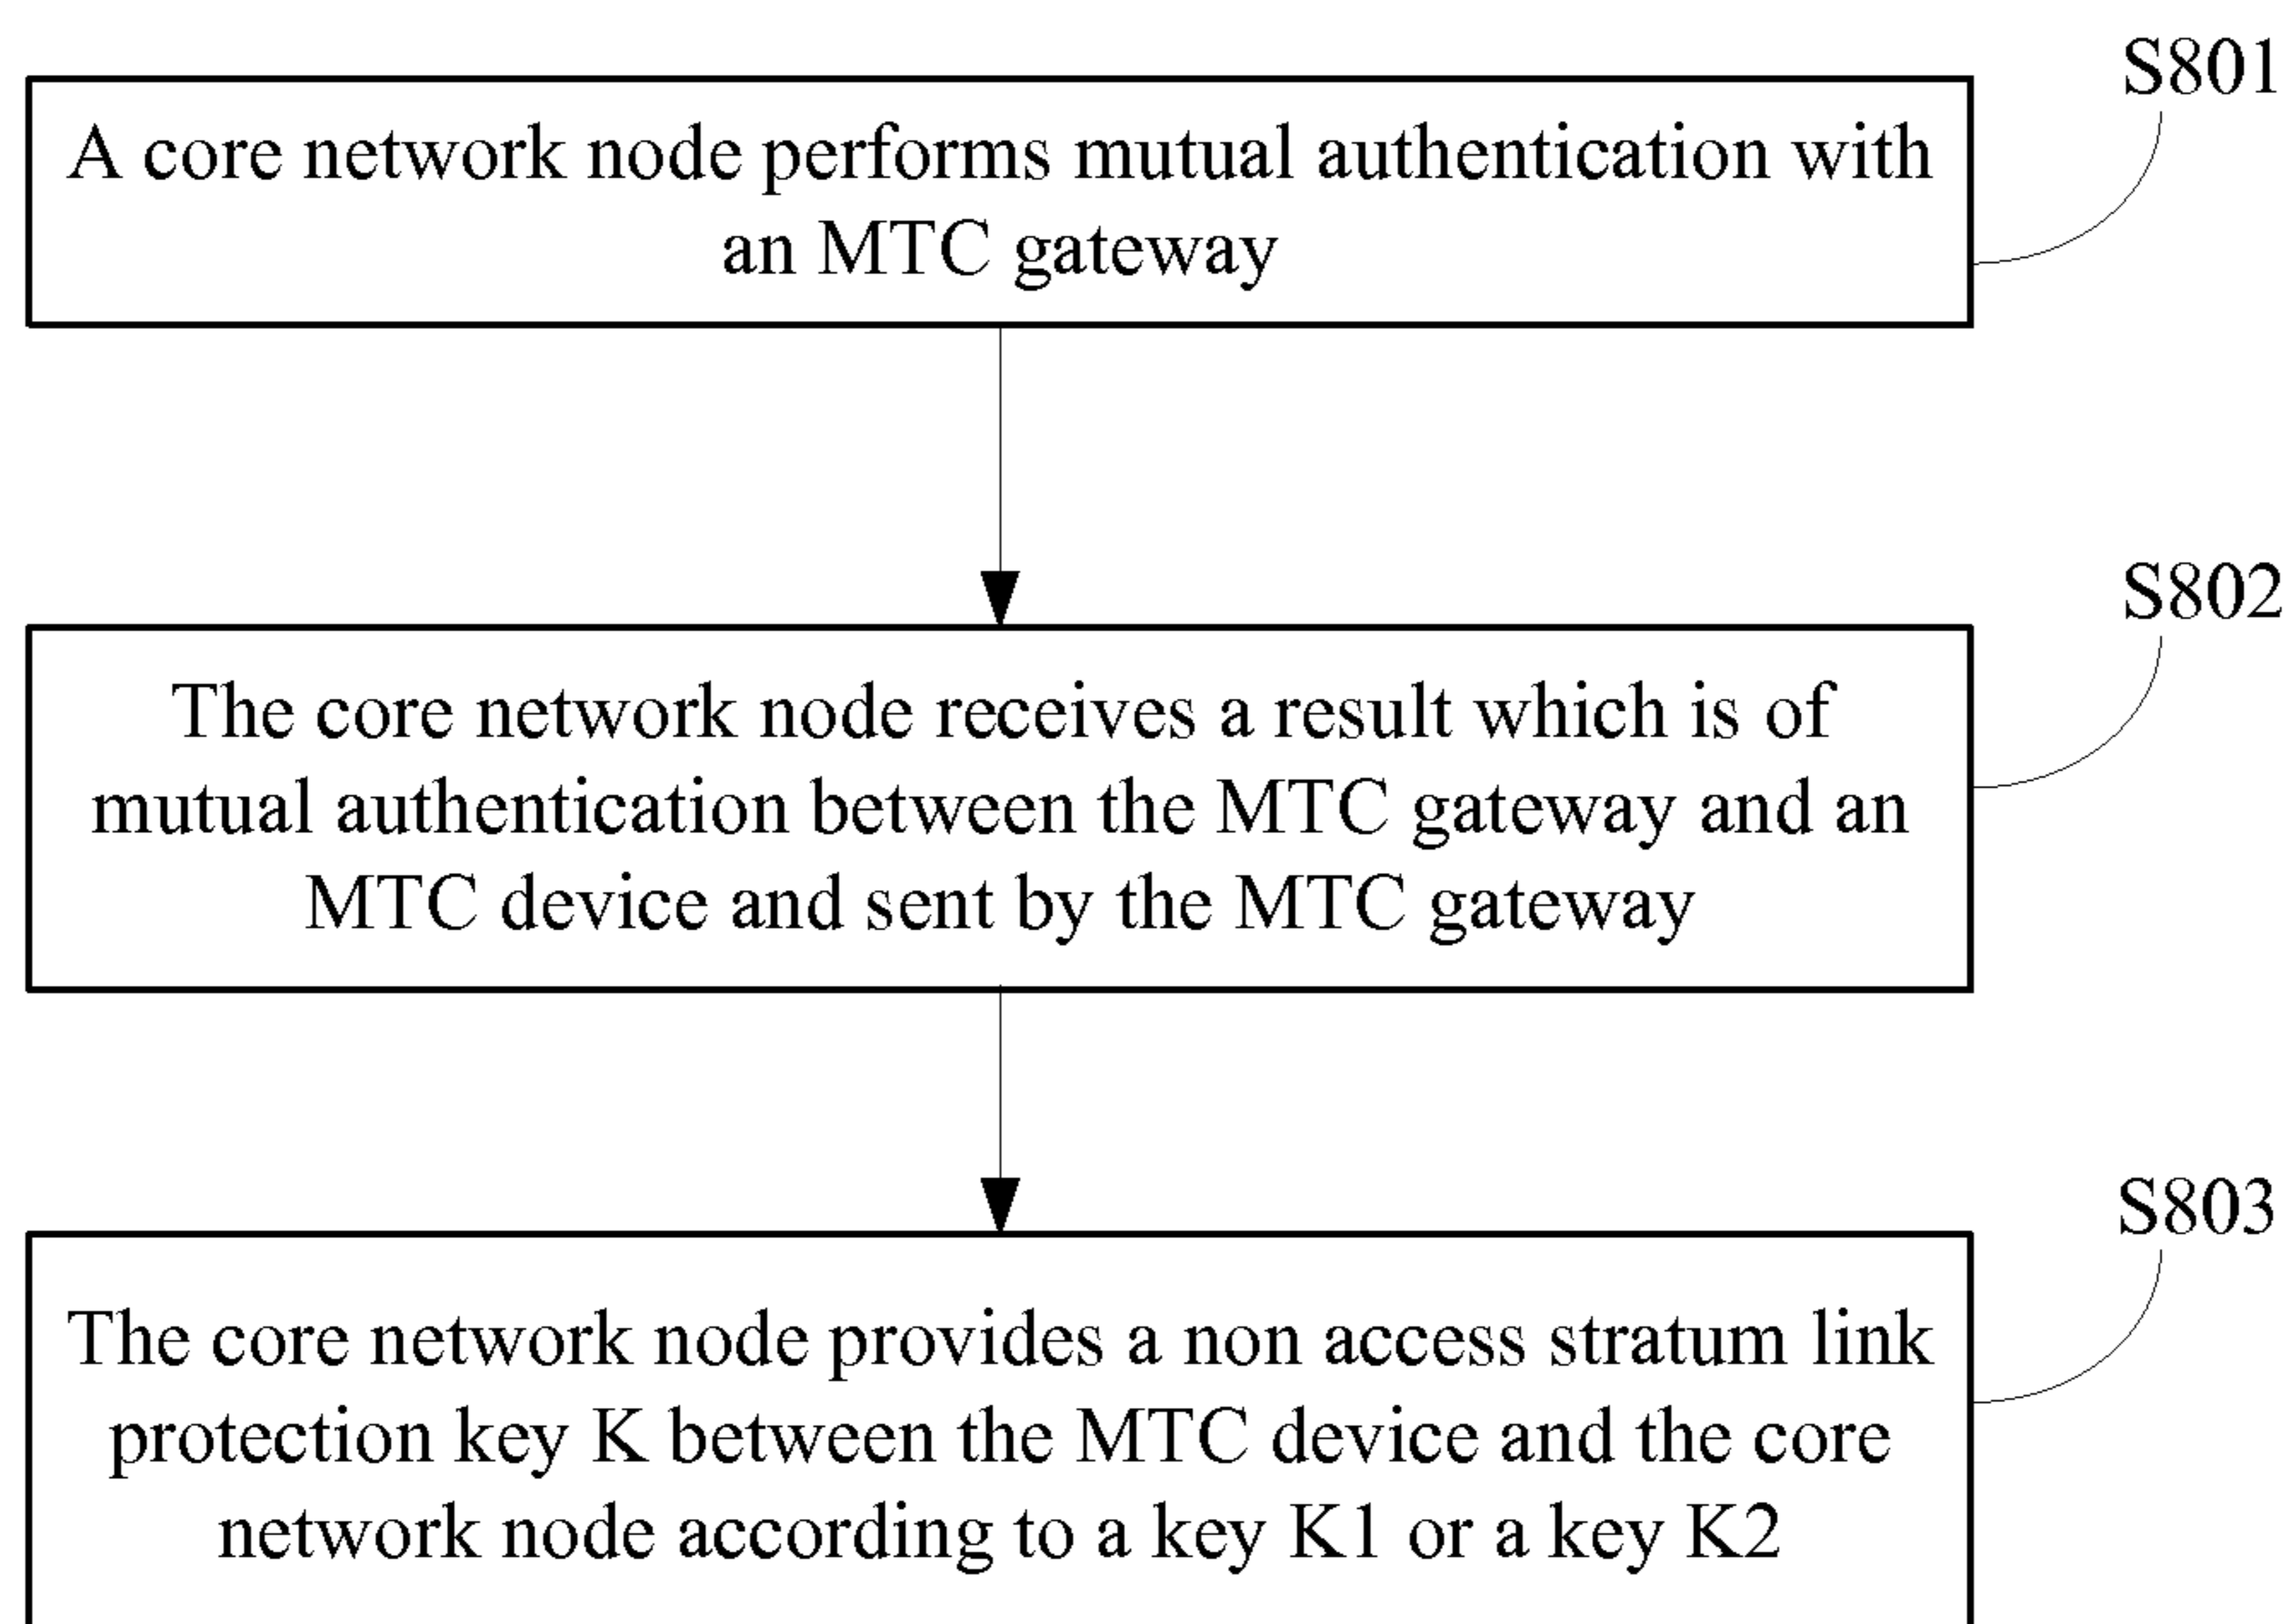 S801
A core network node performs mutual authentication with
an MTC gateway
S802
The core network node receives a result which is of
mutual authentication between the MTC gateway and an
MTC device and sent by the MTC gateway
S803
The core network node provides a non access stratum link
protection key K between the MTC device and the core
network node according to a key K1 or a key K2